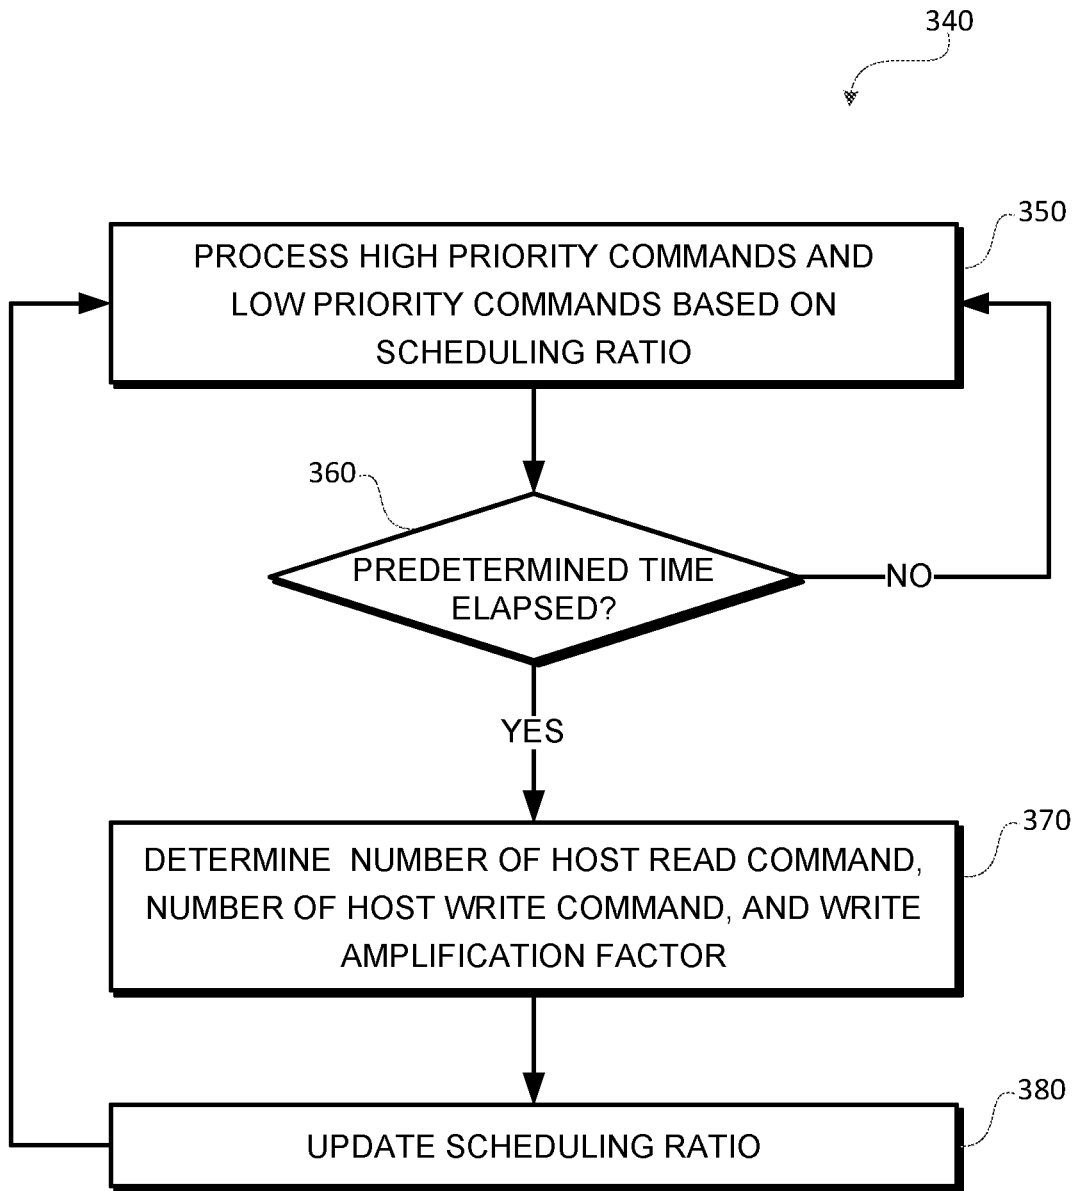 340
350
PROCESS HIGH PRIORITY COMMANDS AND
LOW PRIORITY COMMANDS BASED ON
SCHEDULING RATIO
360
PREDETERMINED TIME
ELAPSED?
NO
YES
370
DETERMINE NUMBER OF HOST READ COMMAND,
NUMBER OF HOST WRITE COMMAND, AND WRITE
AMPLIFICATION FACTOR
380
UPDATE SCHEDULING RATIO